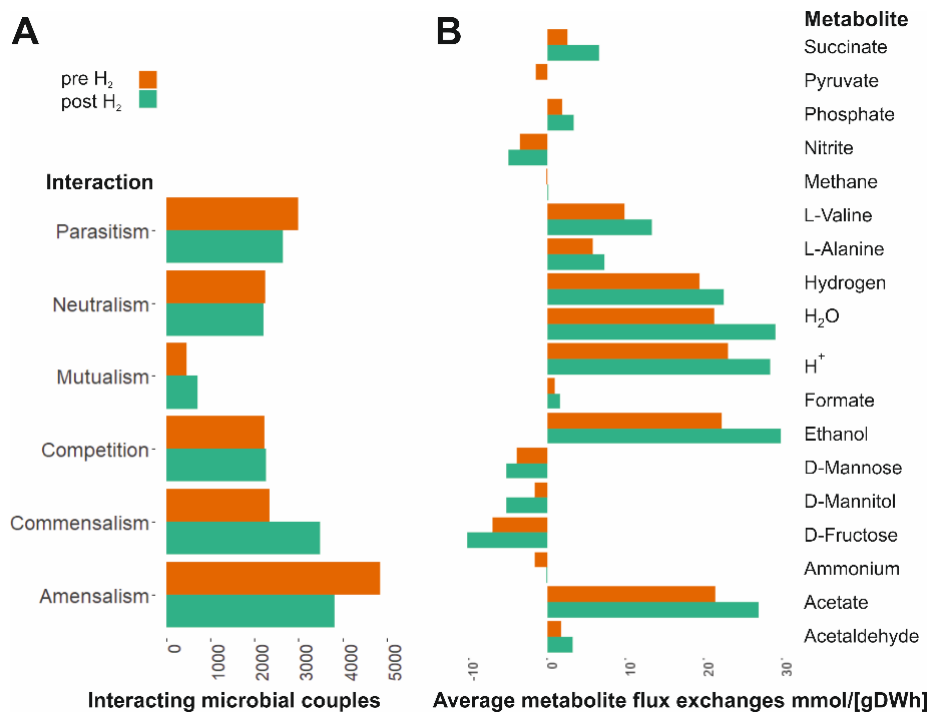 A
pre H₂
post H₂
Interaction
Parasitism
Neutralism
Mutualism
Competition
Commensalism
Amensalism
0
1000
2000
3000
4000
5000
Interacting microbial couples
B
Metabolite
Succinate
Pyruvate
Phosphate
Nitrite
Methane
L-Valine
L-Alanine
Hydrogen
H₂O
H⁺
Formate
Ethanol
D-Mannose
D-Mannitol
D-Fructose
Ammonium
Acetate
Acetaldehyde
-10
0
10
20
30
Average metabolite flux exchanges mmol/[gDWh]